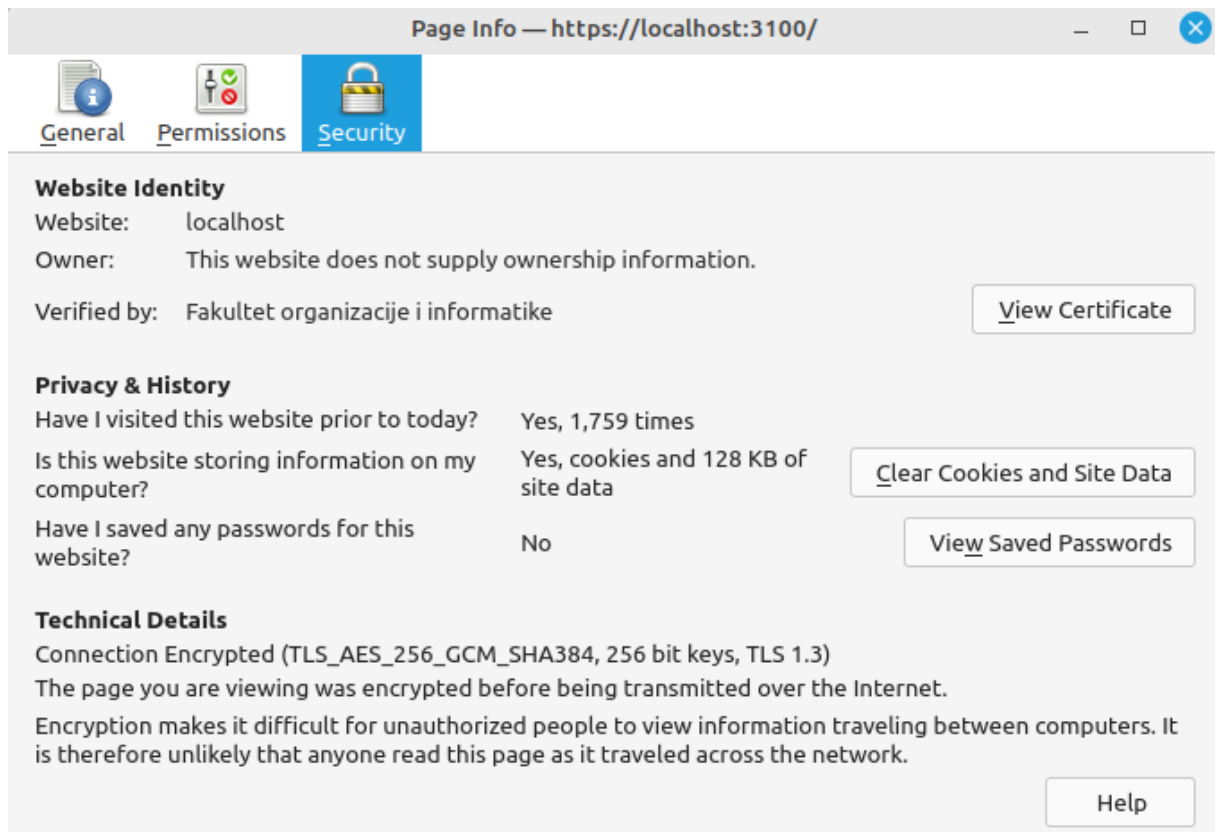 Page Info — https://localhost:3100/
General Permissions Security
Website Identity
Website: localhost
Owner: This website does not supply ownership information.
Verified by: Fakultet organizacije i informatike View Certificate
Privacy & History
Have I visited this website prior to today? Yes, 1,759 times
Is this website storing information on my computer? Yes, cookies and 128 KB of site data Clear Cookies and Site Data
Have I saved any passwords for this website? No View Saved Passwords
Technical Details
Connection Encrypted (TLS_AES_256_GCM_SHA384, 256 bit keys, TLS 1.3)
The page you are viewing was encrypted before being transmitted over the Internet.
Encryption makes it difficult for unauthorized people to view information traveling between computers. It
is therefore unlikely that anyone read this page as it traveled across the network.
Help